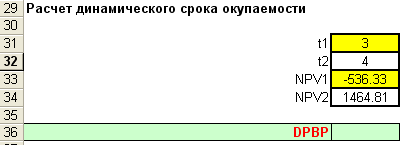 29 Расчет динамического срока окупаемости
30
31 t1 3
32 t2 4
33 NPV1 -536.33
34 NPV2 1464.81
35
36 DPBP